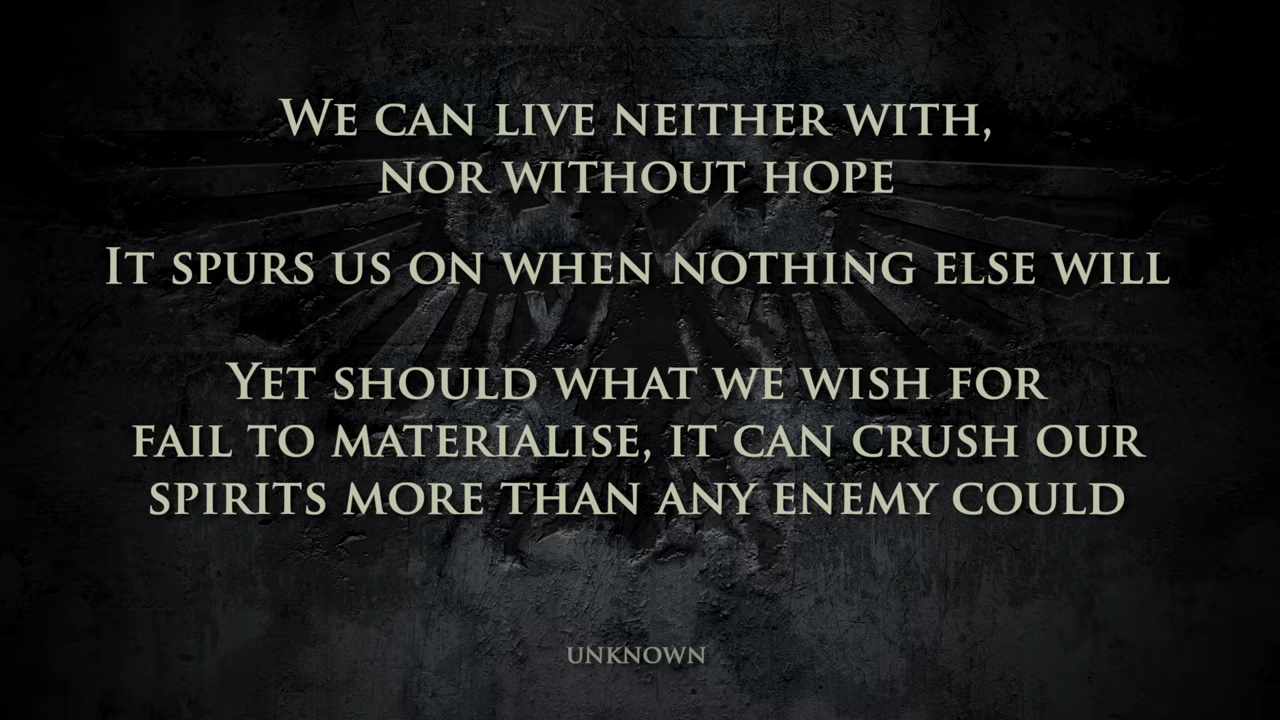 We can live neither with,
nor without hope
It spurs us on when nothing else will
Yet should what we wish for
fail to materialise, it can crush our
spirits more than any enemy could
unknown